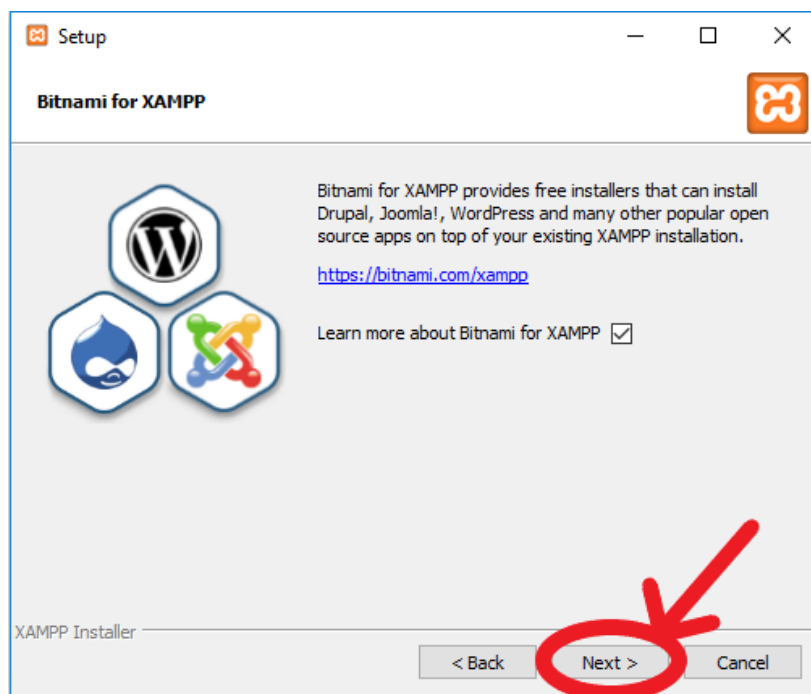 Setup
Bitnami for XAMPP
Bitnami for XAMPP provides free installers that can install
Drupal, Joomla!, WordPress and many other popular open
source apps on top of your existing XAMPP installation.
https://bitnami.com/xampp
Learn more about Bitnami for XAMPP
XAMPP Installer
< Back
Next >
Cancel